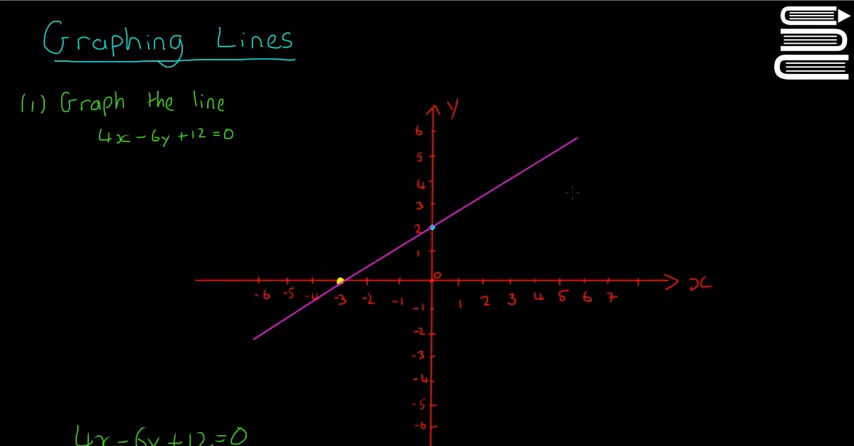 Graphing Lines
(1) Graph the line
4x - 6y + 12 = 0
y
6
5
4
3
2
1
0
-6 -5 -4 -3 -2 -1 1 2 3 4 5 6 7 x
-1
-2
-3
-4
-5
-6
4x - 6y + 12 = 0